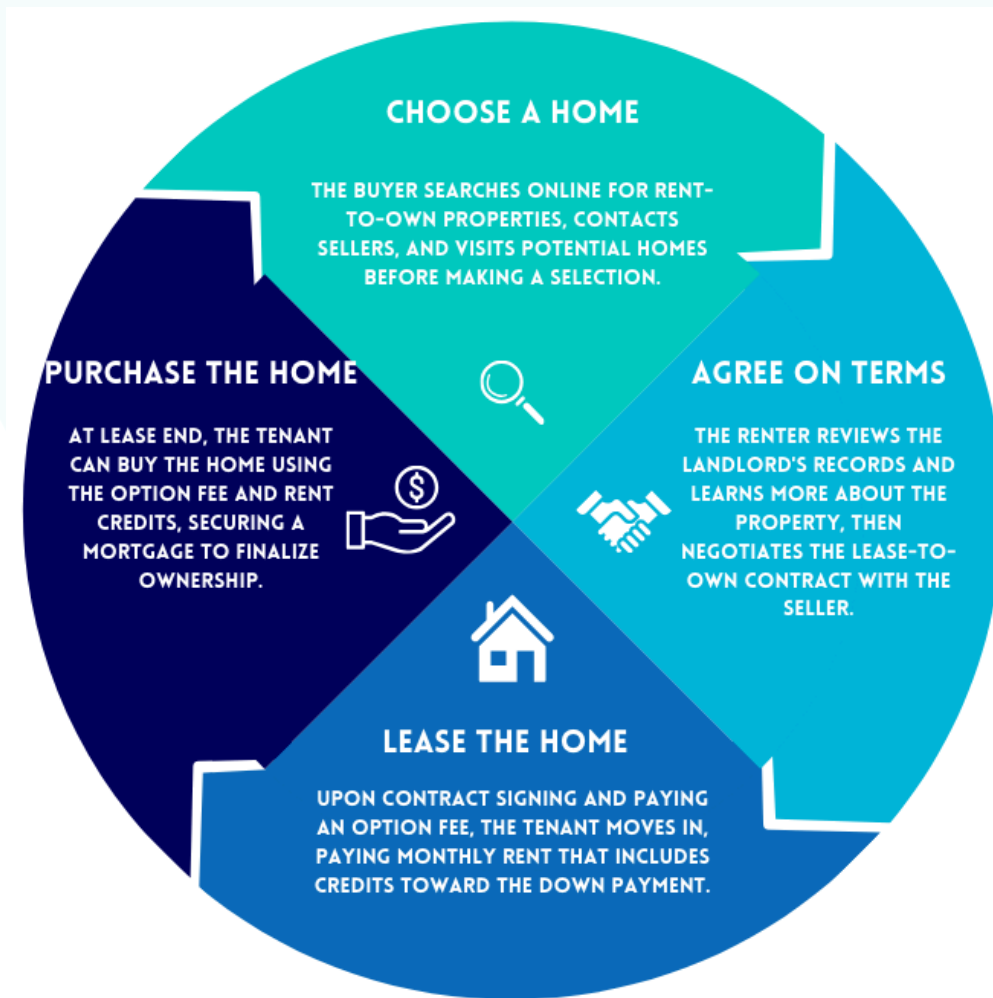 CHOOSE A HOME
THE BUYER SEARCHES ONLINE FOR RENT-
TO-OWN PROPERTIES, CONTACTS
SELLERS, AND VISITS POTENTIAL HOMES
BEFORE MAKING A SELECTION.
AGREE ON TERMS
THE RENTER REVIEWS THE
LANDLORD'S RECORDS AND
LEARNS MORE ABOUT THE
PROPERTY, THEN
NEGOTIATES THE LEASE-TO-
OWN CONTRACT WITH THE
SELLER.
LEASE THE HOME
UPON CONTRACT SIGNING AND PAYING
AN OPTION FEE, THE TENANT MOVES IN,
PAYING MONTHLY RENT THAT INCLUDES
CREDITS TOWARD THE DOWN PAYMENT.
PURCHASE THE HOME
AT LEASE END, THE TENANT
CAN BUY THE HOME USING
THE OPTION FEE AND RENT
CREDITS, SECURING A
MORTGAGE TO FINALIZE
OWNERSHIP.
$